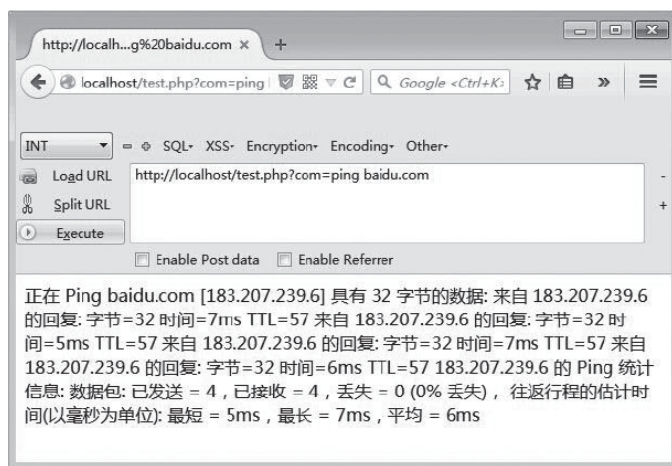 http://localh...g%20baidu.com × +
localhost/test.php?com=ping
Google <Ctrl+K>
INT
SQL- XSS- Encryption- Encoding- Other-
Load URL
http://localhost/test.php?com=ping baidu.com
Split URL
Execute
Enable Post data Enable Referrer
正在 Ping baidu.com [183.207.239.6] 具有 32 字节的数据: 来自 183.207.239.6
的回复: 字节=32 时间=7ms TTL=57 来自 183.207.239.6 的回复: 字节=32 时
间=5ms TTL=57 来自 183.207.239.6 的回复: 字节=32 时间=7ms TTL=57 来自
183.207.239.6 的回复: 字节=32 时间=6ms TTL=57 183.207.239.6 的 Ping 统计
信息: 数据包: 已发送 = 4，已接收 = 4，丢失 = 0 (0% 丢失)， 往返行程的估计时
间(以毫秒为单位): 最短 = 5ms，最长 = 7ms，平均 = 6ms